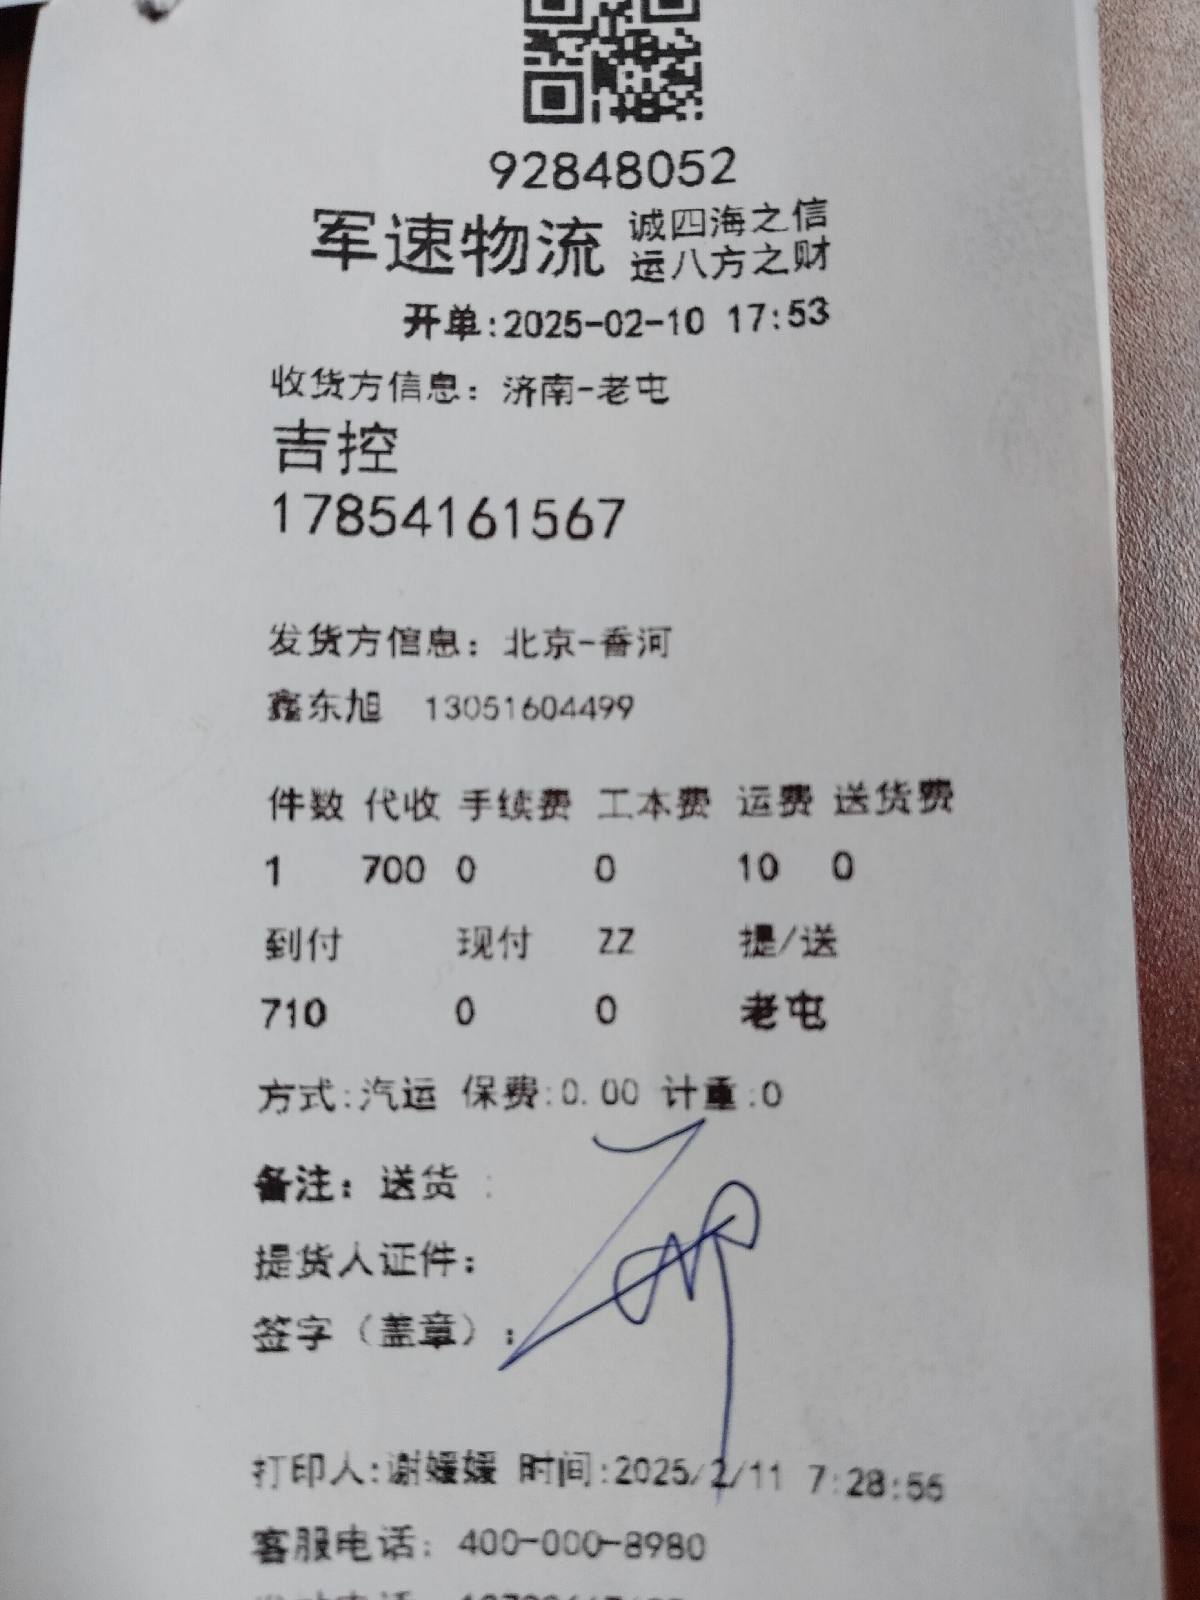 92848052
军速物流 诚四海之信
运八方之财
开单:2025-02-10 17:53
收货方信息: 济南-老屯
吉控
17854161567
发货方信息: 北京-香河
鑫东旭 13051604499
件数 代收 手续费 工本费 运费 送货费
1 700 0 0 10 0
到付 现付 ZZ 提/送
710 0 0 老屯
方式:汽运 保费:0.00 计重:0
备注: 送货 :
提货人证件:
签字（盖章）:
打印人:谢媛媛 时间:2025/2/11 7:28:56
客服电话: 400-000-8980